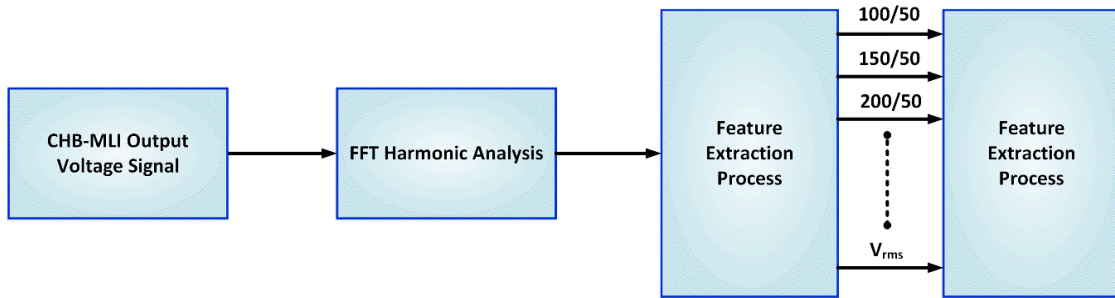 CHB-MLI Output
Voltage Signal
FFT Harmonic Analysis
Feature
Extraction
Process
100/50
150/50
200/50
Vrms
Feature
Extraction
Process